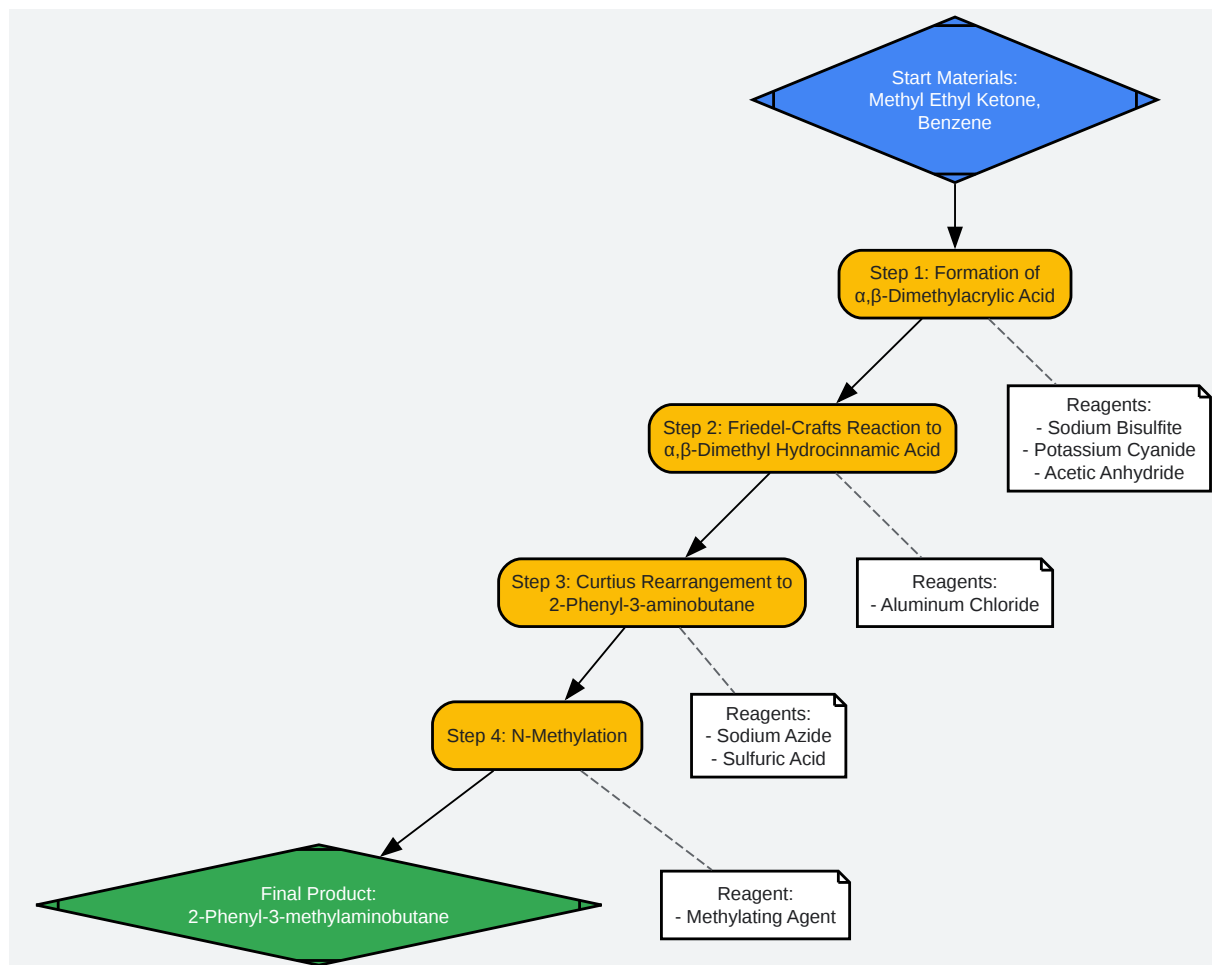 Start Materials:
Methyl Ethyl Ketone,
Benzene
Step 1: Formation of
α,β-Dimethylacrylic Acid
Reagents:
- Sodium Bisulfite
- Potassium Cyanide
- Acetic Anhydride
Step 2: Friedel-Crafts Reaction to
α,β-Dimethyl Hydrocinnamic Acid
Reagents:
- Aluminum Chloride
Step 3: Curtius Rearrangement to
2-Phenyl-3-aminobutane
Reagents:
- Sodium Azide
- Sulfuric Acid
Step 4: N-Methylation
Reagent:
- Methylating Agent
Final Product:
2-Phenyl-3-methylaminobutane